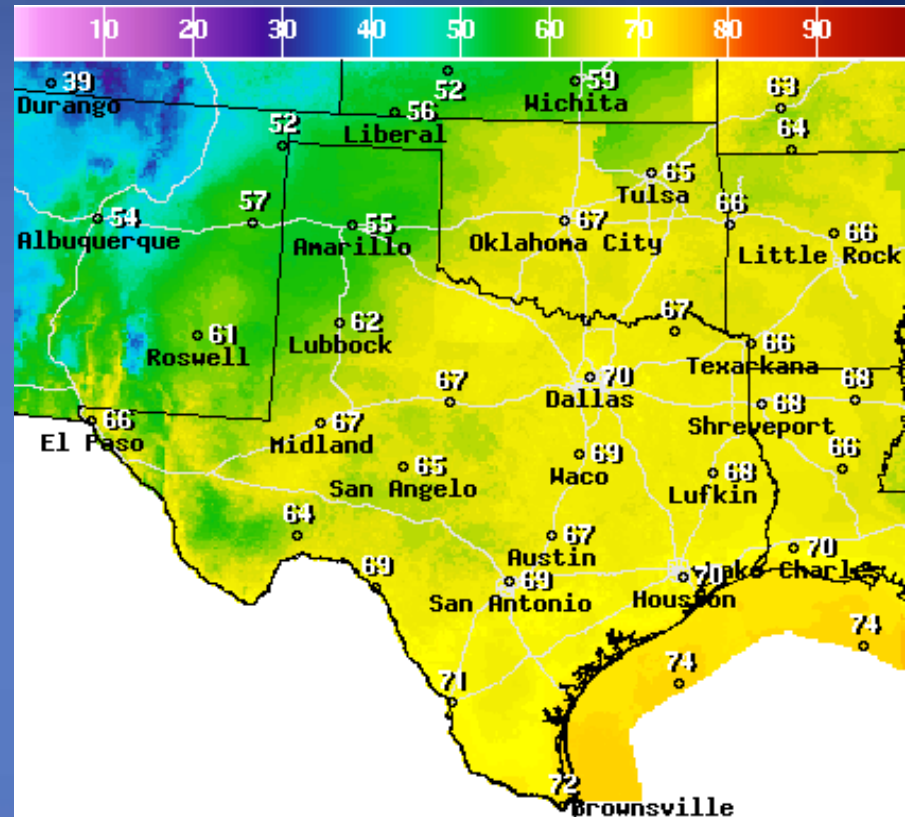 10 20 30 40 50 60 70 80 90
39
Durango
52
59
Wichita
63
56
Liberal
52
64
65
Tulsa
54
Albuquerque
57
55
Amarillo
67
Oklahoma City
66
66
Little Rock
61
Roswell
62
Lubbock
67
66
Texarkana
70
Dallas
67
68
Shreveport
68
66
El Paso
67
Midland
65
San Angelo
69
Waco
68
Lufkin
66
64
67
Austin
70
Lake Charles
69
69
San Antonio
70
Houston
74
74
71
72
Brownsville